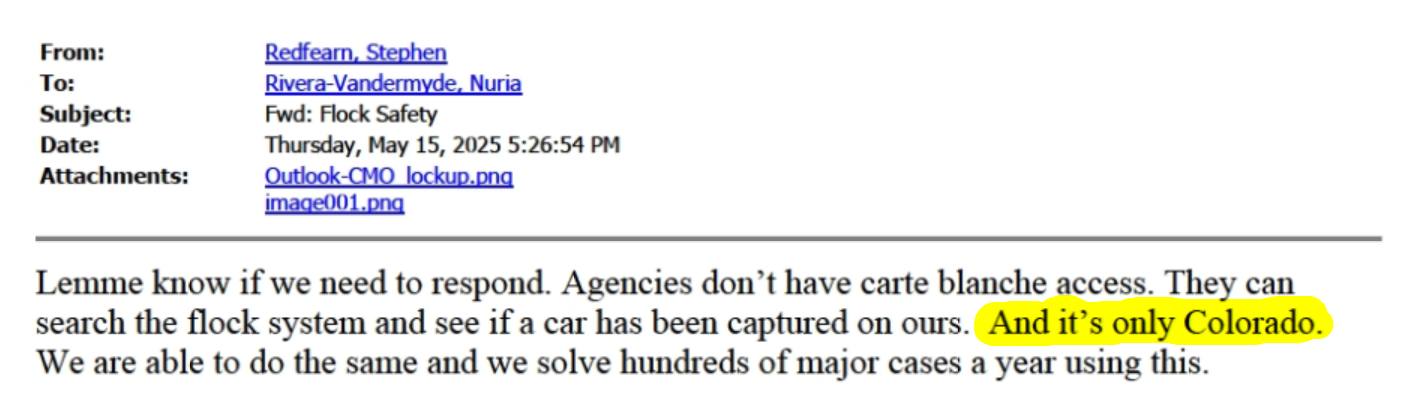 From: Redfearn, Stephen
To: Rivera-Vandermyde, Nuria
Subject: Fwd: Flock Safety
Date: Thursday, May 15, 2025 5:26:54 PM
Attachments: Outlook-CMO lockup.png
image001.png
Lemme know if we need to respond. Agencies don’t have carte blanche access. They can
search the flock system and see if a car has been captured on ours. And it’s only Colorado.
We are able to do the same and we solve hundreds of major cases a year using this.